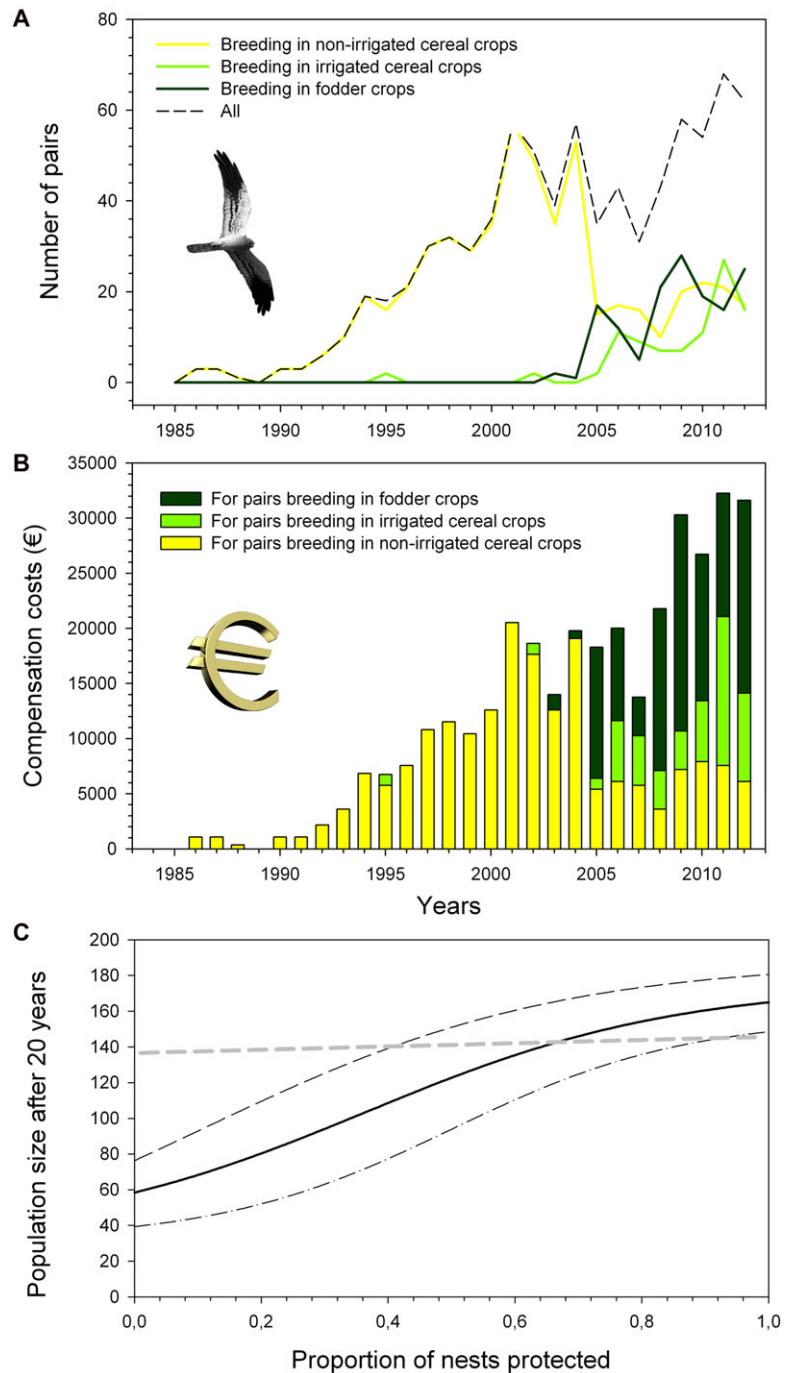 A
Breeding in non-irrigated cereal crops
Breeding in irrigated cereal crops
Breeding in fodder crops
All
Number of pairs
80
60
40
20
0
1985 1990 1995 2000 2005 2010
B
For pairs breeding in fodder crops
For pairs breeding in irrigated cereal crops
For pairs breeding in non-irrigated cereal crops
Compensation costs (€)
35000
30000
25000
20000
15000
10000
5000
0
€
1985 1990 1995 2000 2005 2010
Years
C
Population size after 20 years
200
180
160
140
120
100
80
60
40
20
0
0,0 0,2 0,4 0,6 0,8 1,0
Proportion of nests protected